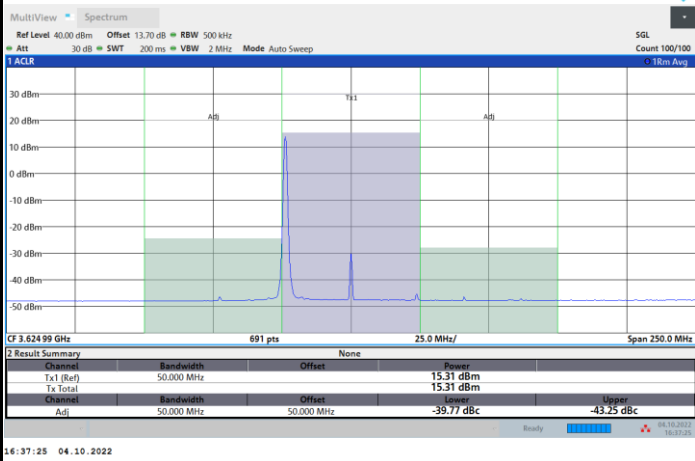 MultiView Spectrum
Ref Level 40.00 dBm Offset 13.70 dB RBW 500 kHz SGL
Att 30 dB SWT 200 ms VBW 2 MHz Mode Auto Sweep Count 100/100
1 ACLR 1Rm Avg
30 dBm
Tx1
20 dBm
Adj Adj
10 dBm
0 dBm
-10 dBm
-20 dBm
-30 dBm
-40 dBm
-50 dBm
CF 3.624 99 GHz 691 pts 25.0 MHz/ Span 250.0 MHz
2 Result Summary None
Channel Bandwidth Offset Power
Tx1 (Ref) 50.000 MHz 15.31 dBm
Tx Total 15.31 dBm
Channel Bandwidth Offset Lower Upper
Adj 50.000 MHz 50.000 MHz -39.77 dBc -43.25 dBc
Ready 04.10.2022
16:37:25
16:37:25 04.10.2022